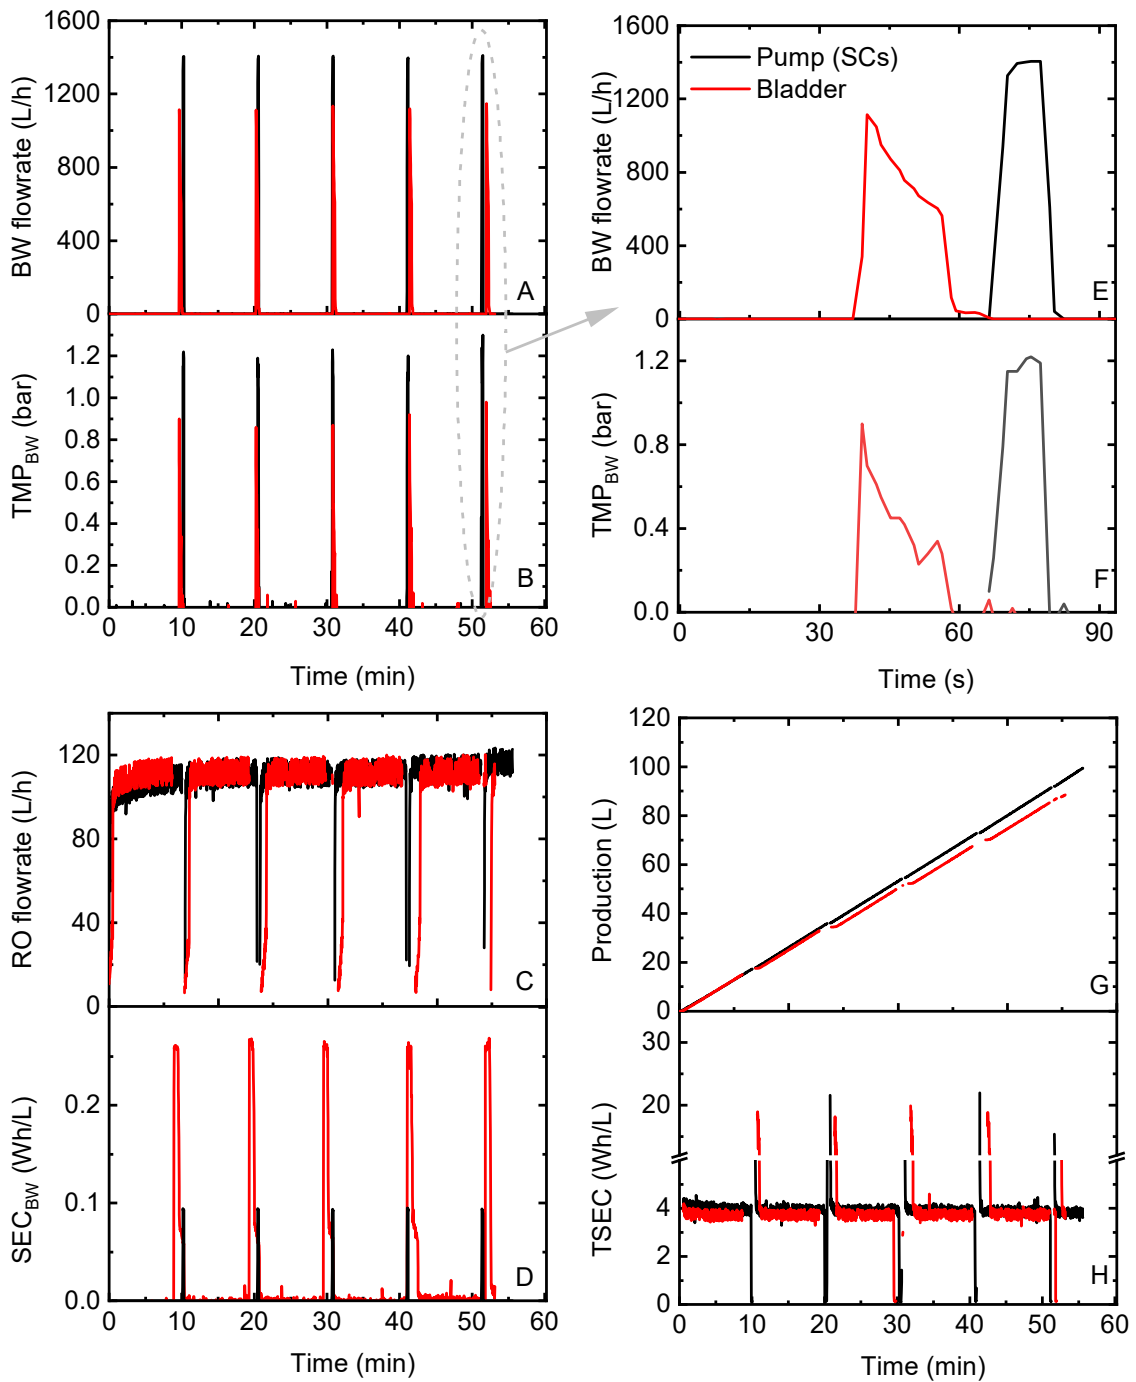 1600
1200
800
400
0
BW flowrate (L/h)
A
1.2
1.0
0.8
0.6
0.4
0.2
0.0
TMP_BW (bar)
B
0 10 20 30 40 50 60
Time (min)
1600
1200
800
400
0
BW flowrate (L/h)
Pump (SCs)
Bladder
E
1.2
0.8
0.4
0.0
TMP_BW (bar)
F
0 30 60 90
Time (s)
120
80
40
0
RO flowrate (L/h)
C
0.2
0.1
0.0
SEC_BW (Wh/L)
D
0 10 20 30 40 50 60
Time (min)
120
100
80
60
40
20
0
Production (L)
G
30
20
4
2
0
TSEC (Wh/L)
H
0 10 20 30 40 50 60
Time (min)